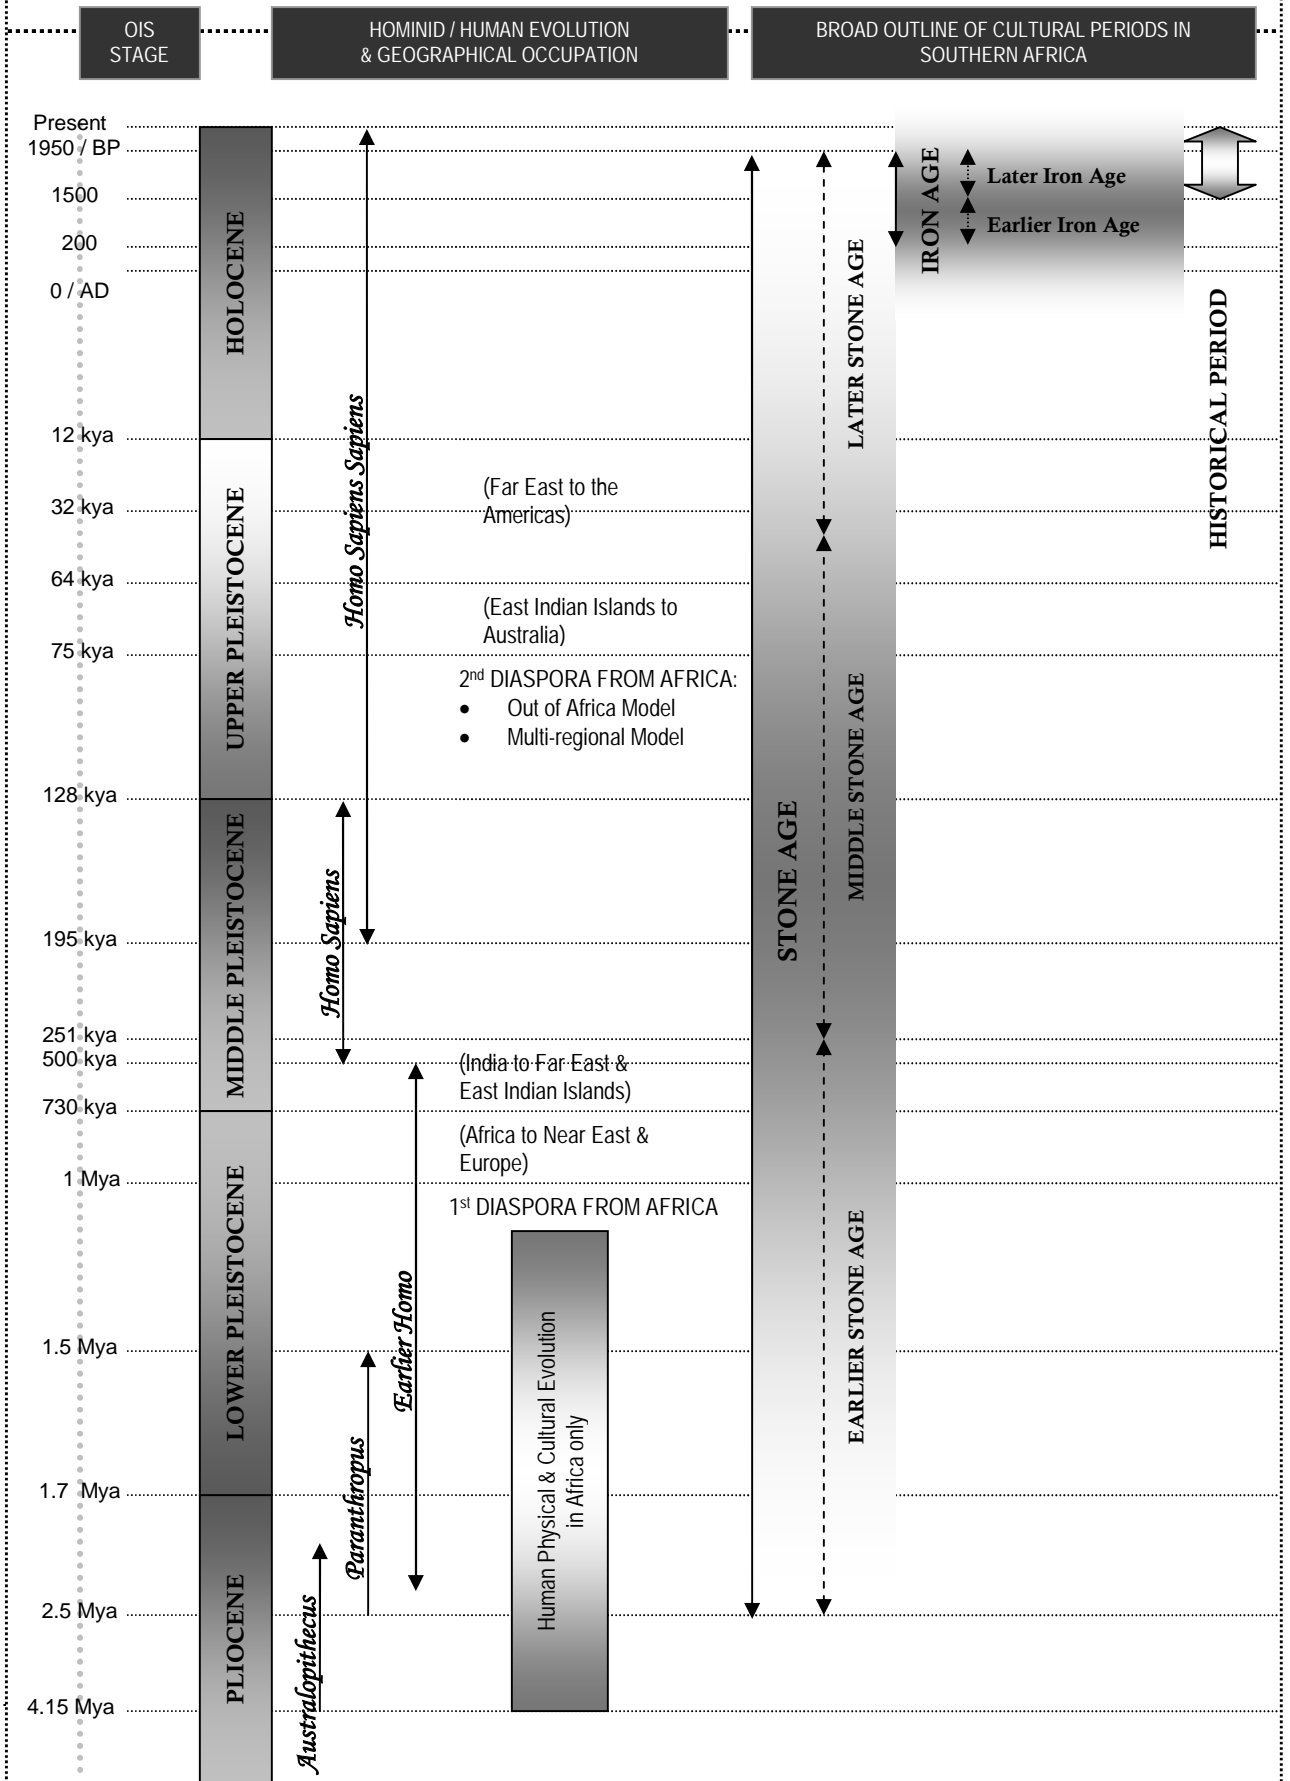 OIS
STAGE
HOMINID / HUMAN EVOLUTION
& GEOGRAPHICAL OCCUPATION
BROAD OUTLINE OF CULTURAL PERIODS IN
SOUTHERN AFRICA
Present
1950 / BP
1500
200
0 / AD
12 kya
32 kya
64 kya
75 kya
128 kya
195 kya
251 kya
500 kya
730 kya
1 Mya
1.5 Mya
1.7 Mya
2.5 Mya
4.15 Mya
HOLOCENE
UPPER PLEISTOCENE
MIDDLE PLEISTOCENE
LOWER PLEISTOCENE
PLIOCENE
Homo Sapiens Sapiens
Homo Sapiens
Earlier Homo
Paranthropus
Australopithecus
(Far East to the
Americas)
(East Indian Islands to
Australia)
2nd DIASPORA FROM AFRICA:
• Out of Africa Model
• Multi-regional Model
(India to Far East &
East Indian Islands)
(Africa to Near East &
Europe)
1st DIASPORA FROM AFRICA
Human Physical & Cultural Evolution
in Africa only
STONE AGE
LATER STONE AGE
MIDDLE STONE AGE
EARLIER STONE AGE
IRON AGE
Later Iron Age
Earlier Iron Age
HISTORICAL PERIOD